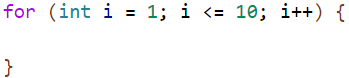 for (int i = 1; i <= 10; i++) {
}